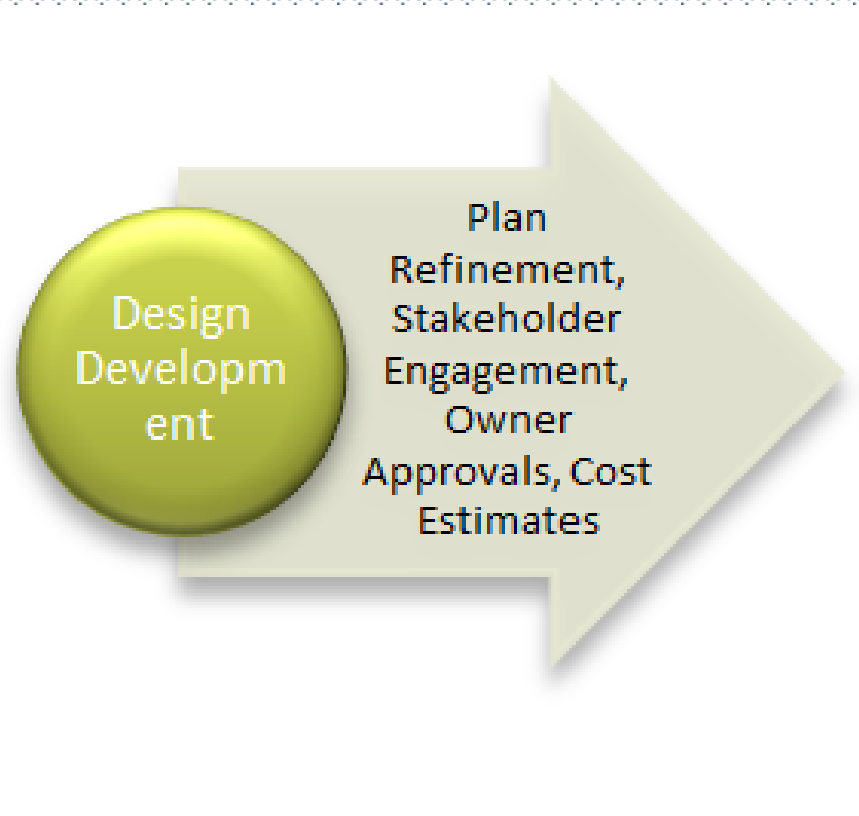 Design
Developm
ent
Plan
Refinement,
Stakeholder
Engagement,
Owner
Approvals, Cost
Estimates